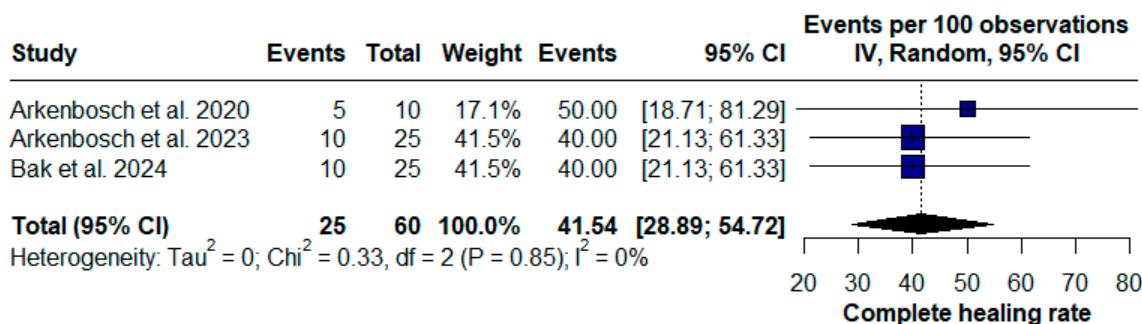 Events per 100 observations
Study Events Total Weight Events 95% CI IV, Random, 95% CI
Arkenbosch et al. 2020 5 10 17.1% 50.00 [18.71; 81.29]
Arkenbosch et al. 2023 10 25 41.5% 40.00 [21.13; 61.33]
Bak et al. 2024 10 25 41.5% 40.00 [21.13; 61.33]
Total (95% CI) 25 60 100.0% 41.54 [28.89; 54.72]
Heterogeneity: Tau² = 0; Chi² = 0.33, df = 2 (P = 0.85); I² = 0%
20 30 40 50 60 70 80
Complete healing rate